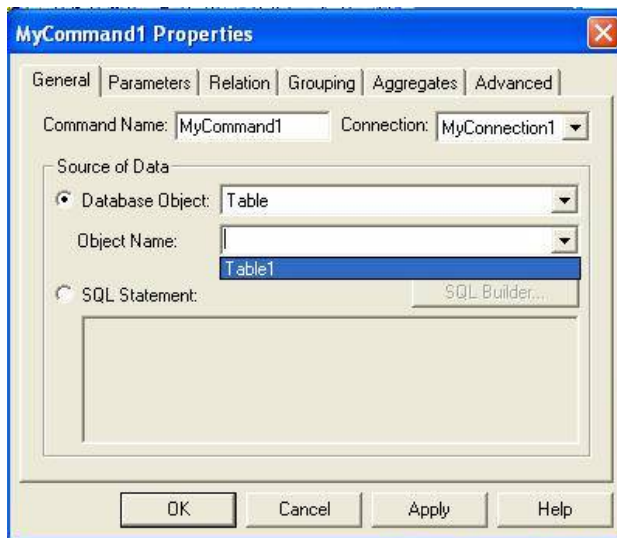 MyCommand1 Properties
General Parameters Relation Grouping Aggregates Advanced
Command Name: MyCommand1 Connection: MyConnection1
Source of Data
Database Object: Table
Object Name:
Table1
SQL Statement: SQL Builder...
OK Cancel Apply Help